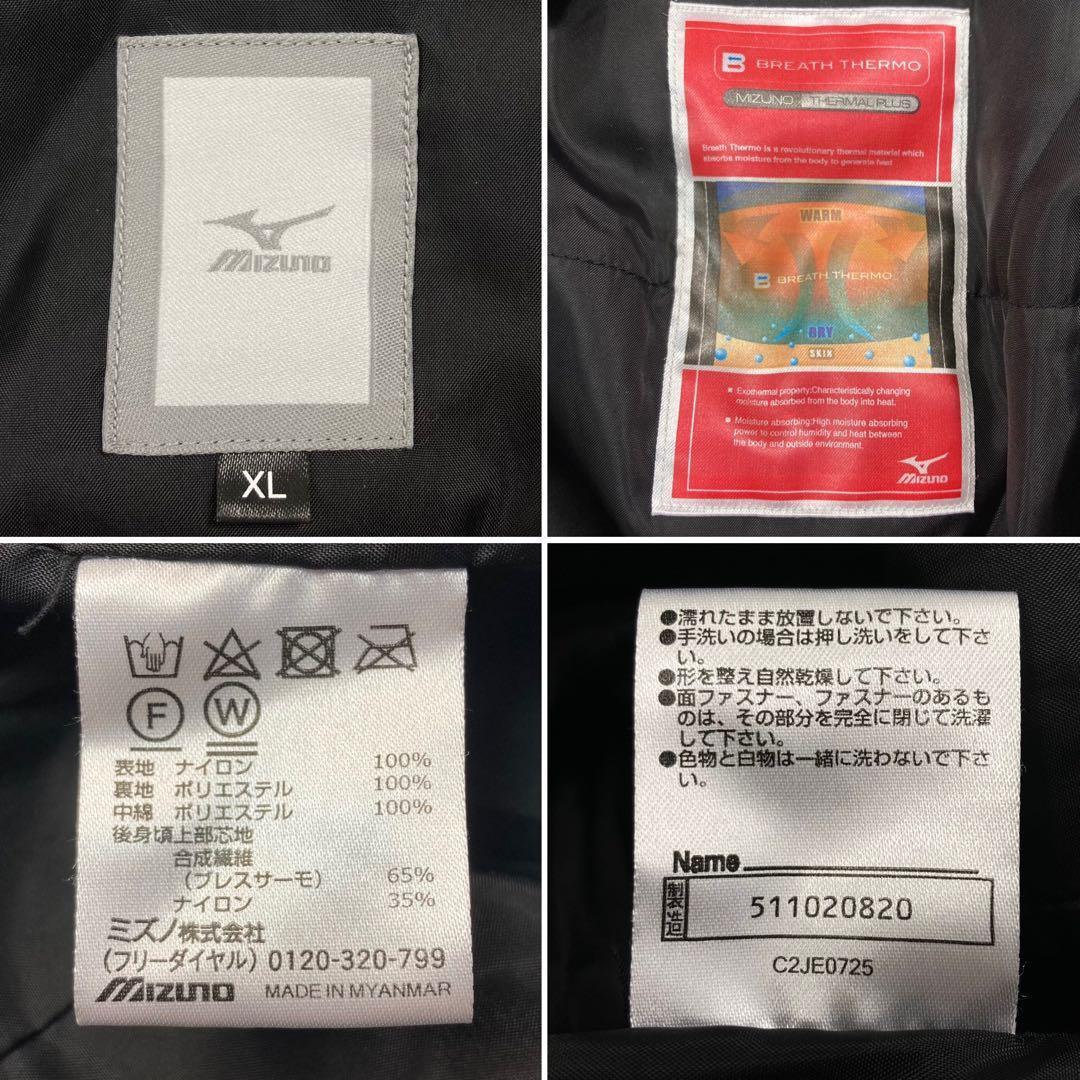 MIZUNO
XL
B BREATH THERMO
MIZUNO THERMAL PLUS
Breath Thermo is a revolutionary thermal material which
absorbs moisture from the body to generate heat
WARM
B BREATH THERMO
DRY
SKIN
■ Exothermal property:Characteristically changing
moisture absorbed from the body into heat.
■ Moisture absorbing:High moisture absorbing
power to control humidity and heat between
the body and outside environment.
MIZUNO
F W
表地 ナイロン 100%
裏地 ポリエステル 100%
中綿 ポリエステル 100%
後身頃上部芯地
合成繊維
(ブレスサーモ) 65%
ナイロン 35%
ミズノ株式会社
(フリーダイヤル) 0120-320-799
MIZUNO MADE IN MYANMAR
●濡れたまま放置しないで下さい。
●手洗いの場合は押し洗いをして下さ
い。
●形を整え自然乾燥して下さい。
●面ファスナー、ファスナーのあるも
のは、その部分を完全に閉じて洗濯
して下さい。
●色物と白物は一緒に洗わないで下さ
い。
Name
製造 511020820
C2JE0725